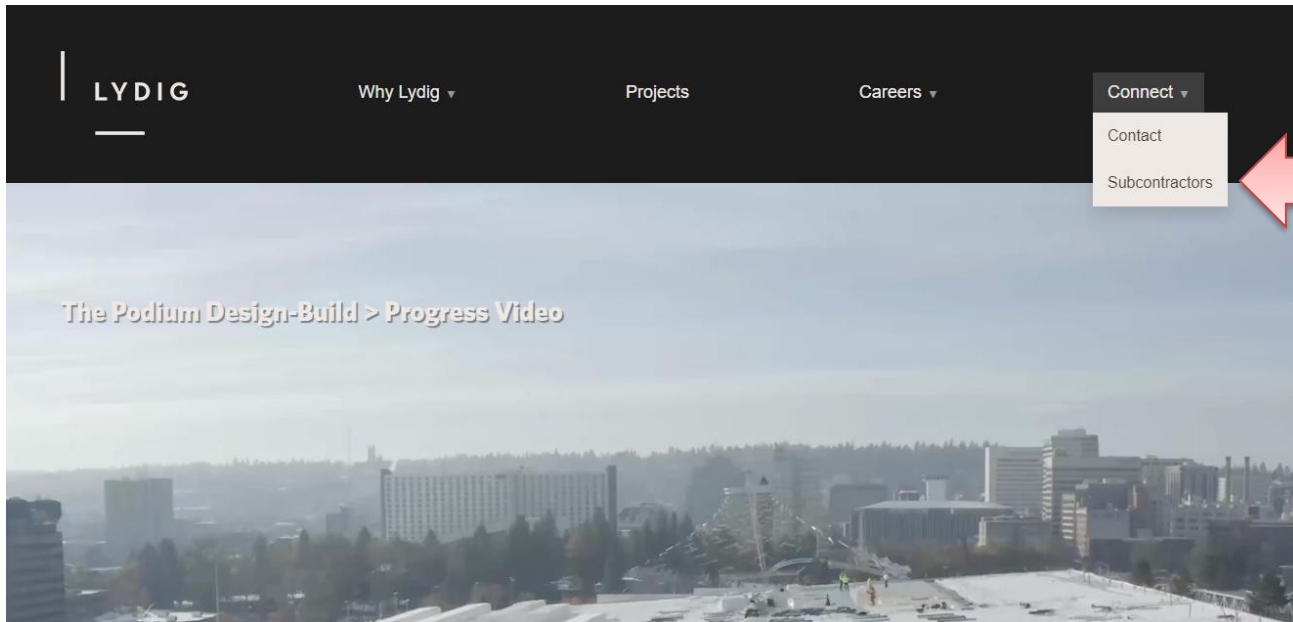 LYDIG
Why Lydig ▾
Projects
Careers ▾
Connect ▾
Contact
Subcontractors
The Podium Design-Build > Progress Video